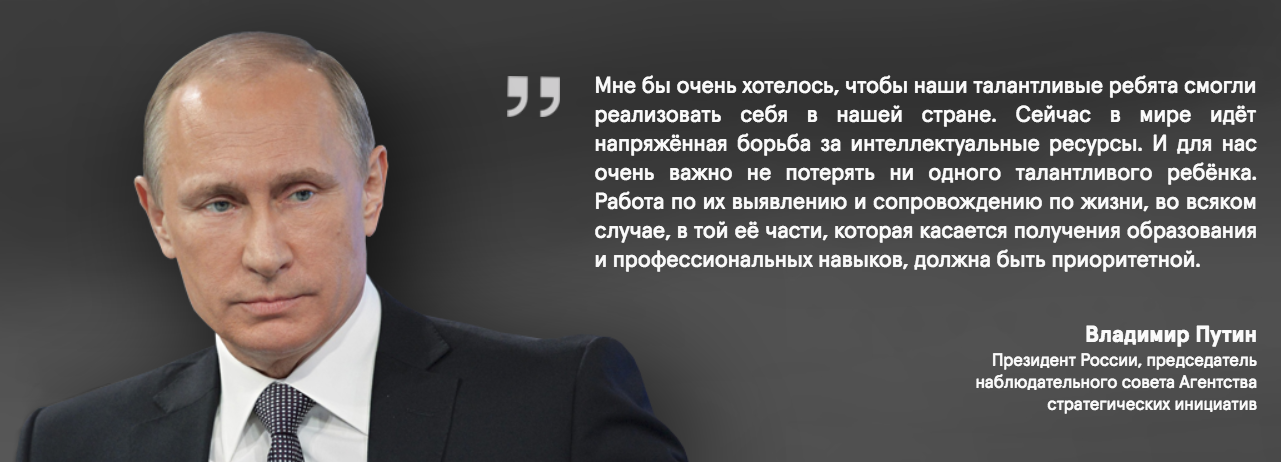 ”
Мне бы очень хотелось, чтобы наши талантливые ребята смогли
реализовать себя в нашей стране. Сейчас в мире идёт
напряжённая борьба за интеллектуальные ресурсы. И для нас
очень важно не потерять ни одного талантливого ребёнка.
Работа по их выявлению и сопровождению по жизни, во всяком
случае, в той её части, которая касается получения образования
и профессиональных навыков, должна быть приоритетной.
Владимир Путин
Президент России, председатель
наблюдательного совета Агентства
стратегических инициатив